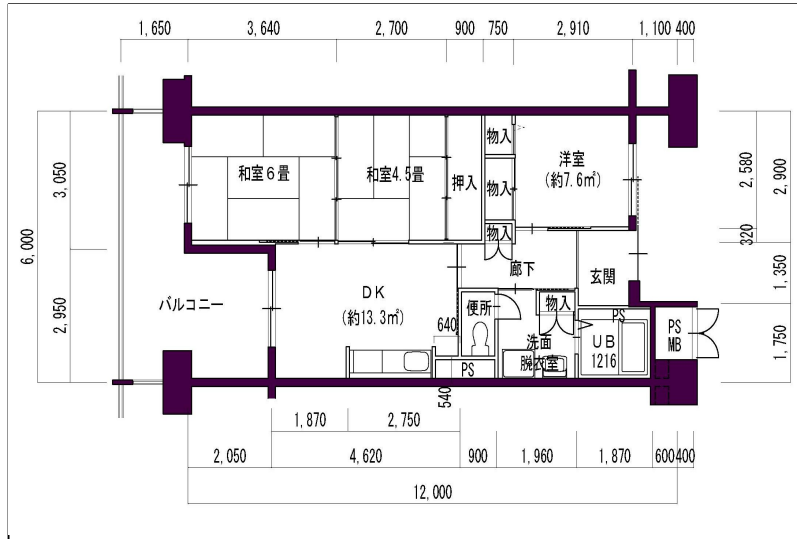 1,650 3,640 2,700 900 750 2,910 1,100 400
物入
和室6畳 和室4.5畳 押入 物入 洋室
(約7.6㎡)
物入
3,050
6,000
2,950
2,580
2,900
320
1,350
1,750
バルコニー
DK
(約13.3㎡)
廊下
玄関
640
便所
物入
洗面
脱衣室
PS
UB
1216
PS
MB
PS
540
1,870 2,750
2,050 4,620 900 1,960 1,870 600 400
12,000